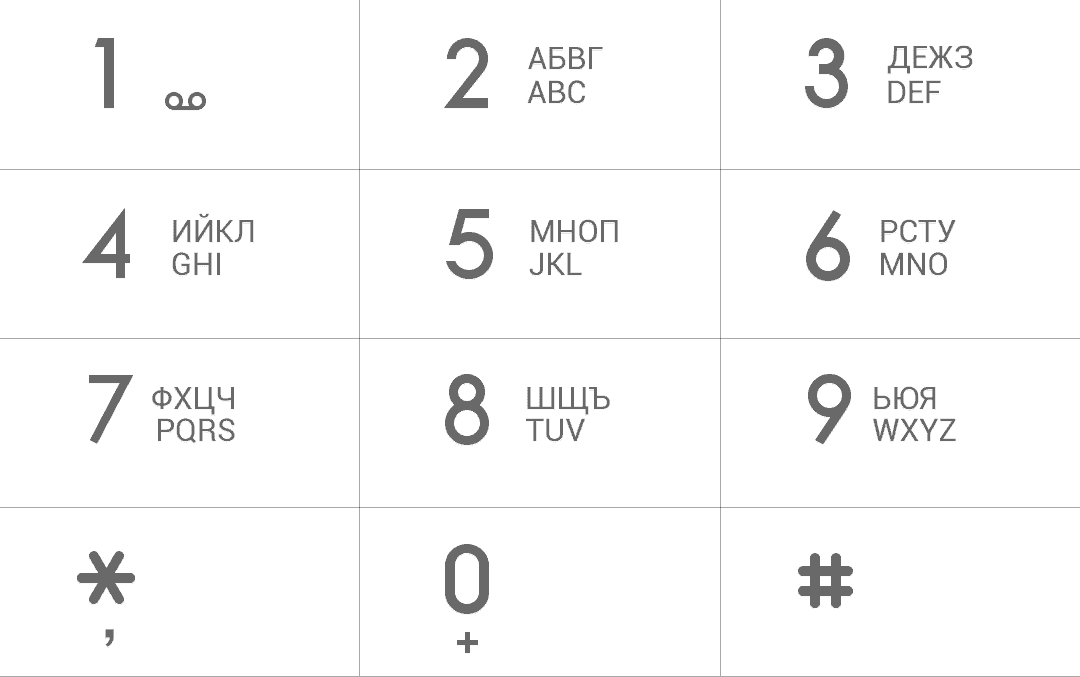 1
2 АБВГ
ABC
3 ДЕЖЗ
DEF
4 ИЙКЛ
GHI
5 МНОП
JKL
6 РСТУ
MNO
7 ФХЦЧ
PQRS
8 ШЩЪ
TUV
9 ЬЮЯ
WXYZ
*
,
0
+
#